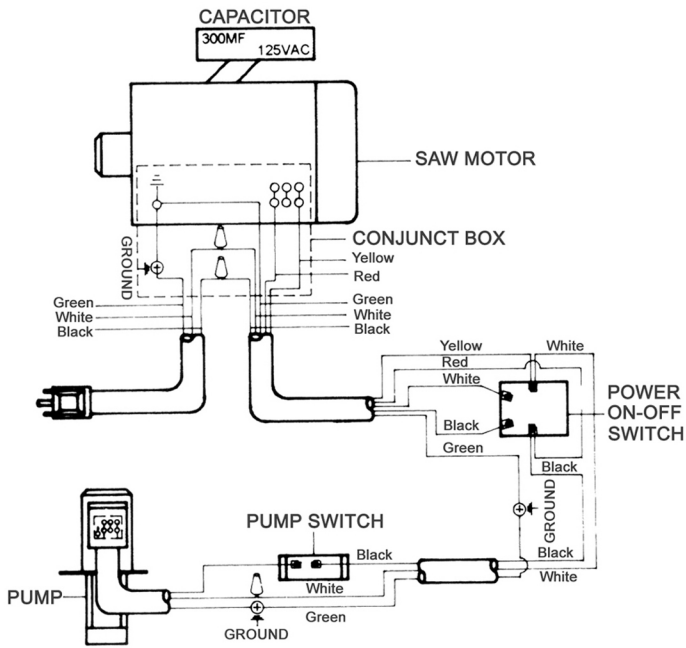 CAPACITOR
300MF
125VAC
SAW MOTOR
CONJUNCT BOX
GROUND
Yellow
Red
Green
Green
White
White
Black
Black
Yellow
White
Red
White
POWER
ON-OFF
SWITCH
Black
Green
Black
GROUND
PUMP SWITCH
Black
Black
White
White
PUMP
Green
GROUND